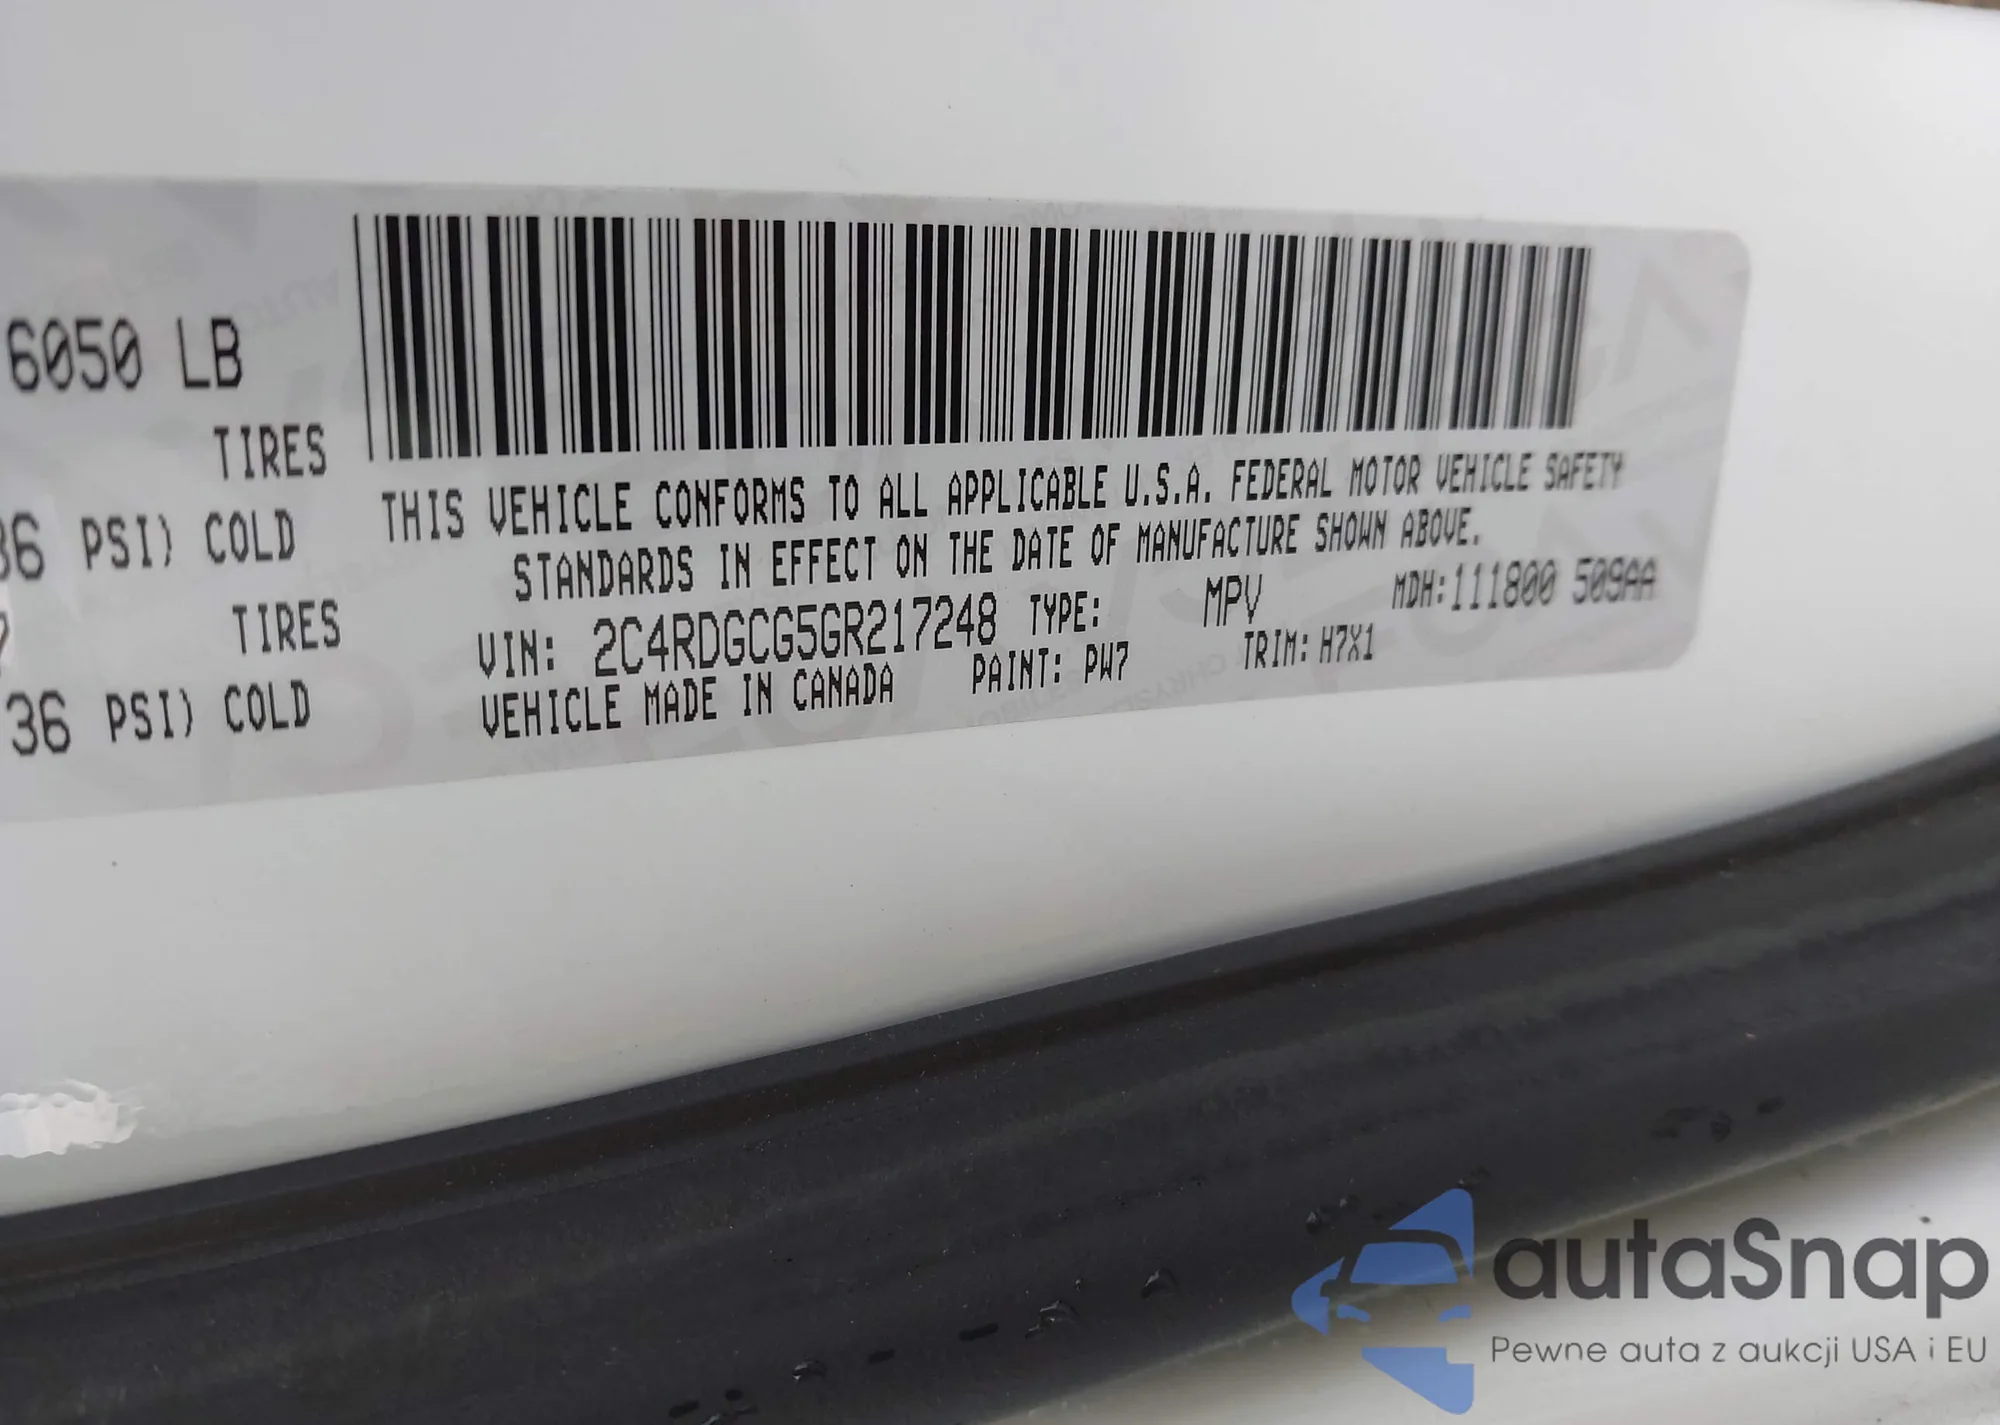 6050 LB
TIRES
36 PSI) COLD
TIRES
36 PSI) COLD
THIS VEHICLE CONFORMS TO ALL APPLICABLE U.S.A. FEDERAL MOTOR VEHICLE SAFETY
STANDARDS IN EFFECT ON THE DATE OF MANUFACTURE SHOWN ABOVE.
VIN: 2C4RDGCG5GR217248 TYPE: MPV MDH:111800 509AA
VEHICLE MADE IN CANADA PAINT: PW7 TRIM: H7X1
autaSnap
Pewne auta z aukcji USA i EU